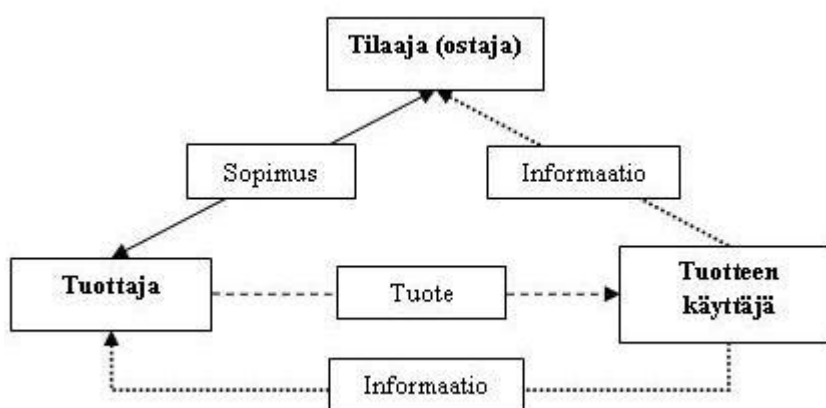 Tilaaja (ostaja)
Sopimus
Informaatio
Tuottaja
Tuote
Tuotteen
käyttäjä
Informaatio